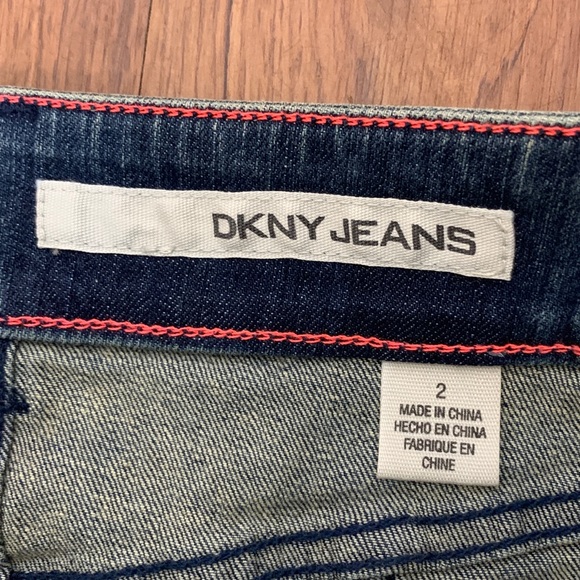 DKNY JEANS
2
MADE IN CHINA
HECHO EN CHINA
FABRIQUE EN
CHINE